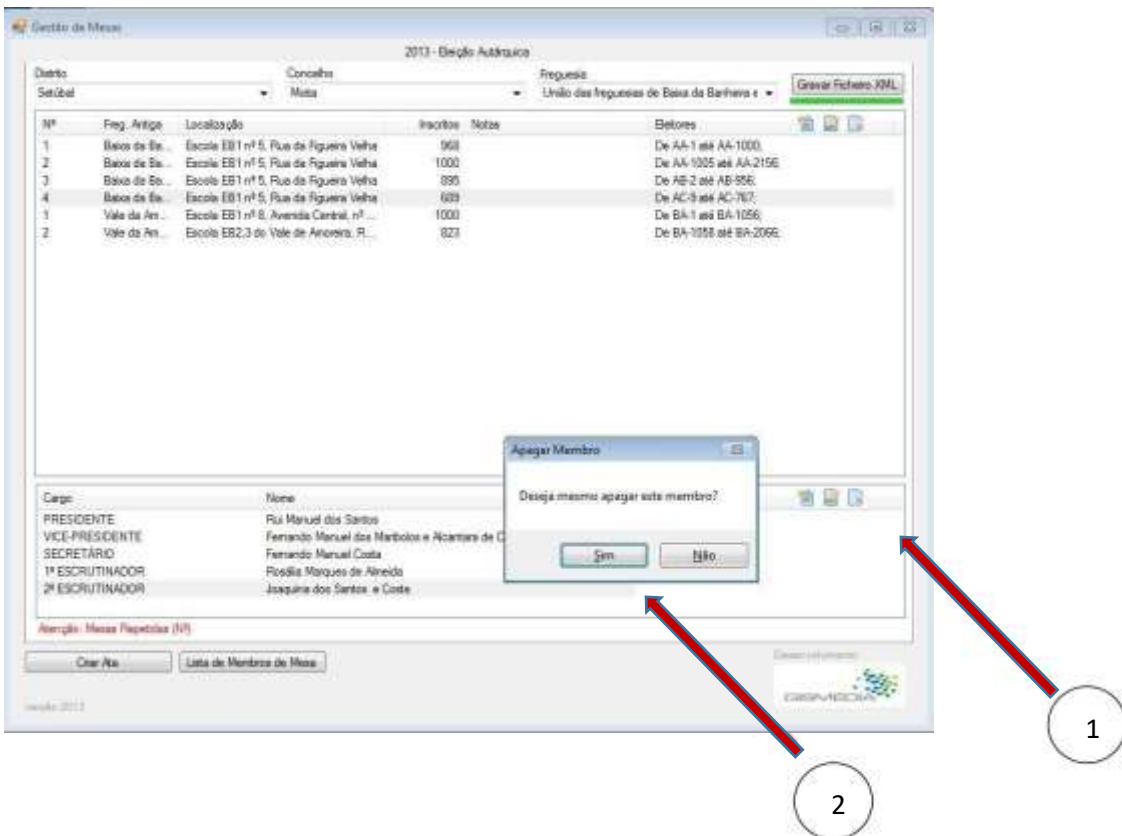 Gestão de Mesas
2013 - Eleição Autárquica
Distrito Concelho Freguesia
Setúbal Moita União das freguesias de Baixa da Banheira e Gravar Ficheiro XML
Nº Freg. Antiga Localização Inscritos Notas Eleitores
1 Baixa da Ba... Escola EB1 nº 5, Rua da Figueira Velha 968 De AA-1 até AA-1000;
2 Baixa da Ba... Escola EB1 nº 5, Rua da Figueira Velha 1000 De AA-1005 até AA-2156;
3 Baixa da Ba... Escola EB1 nº 5, Rua da Figueira Velha 895 De AB-2 até AB-956;
4 Baixa da Ba... Escola EB1 nº 5, Rua da Figueira Velha 689 De AC-9 até AC-767;
1 Vale da Am... Escola EB1 nº 8, Avenida Central, nº ... 1000 De BA-1 até BA-1056;
2 Vale da Am... Escola EB2,3 do Vale de Amoreira, R... 823 De BA-1058 até BA-2066;
Apagar Membro
Deseja mesmo apagar este membro?
Sim Não
Cargo Nome
PRESIDENTE Rui Manuel dos Santos
VICE-PRESIDENTE Fernando Manuel dos e Alcantara de C
SECRETÁRIO Fernando Manuel Costa
1º ESCRUTINADOR Rosália Marques de Almeida
2º ESCRUTINADOR Joaquina dos Santos e Costa
Atenção: Mesas Repetidas (Nº)
Criar Ata Lista de Membros de Mesa
Desenvolvimento:
GISMEDIA
versão 2013
1
2